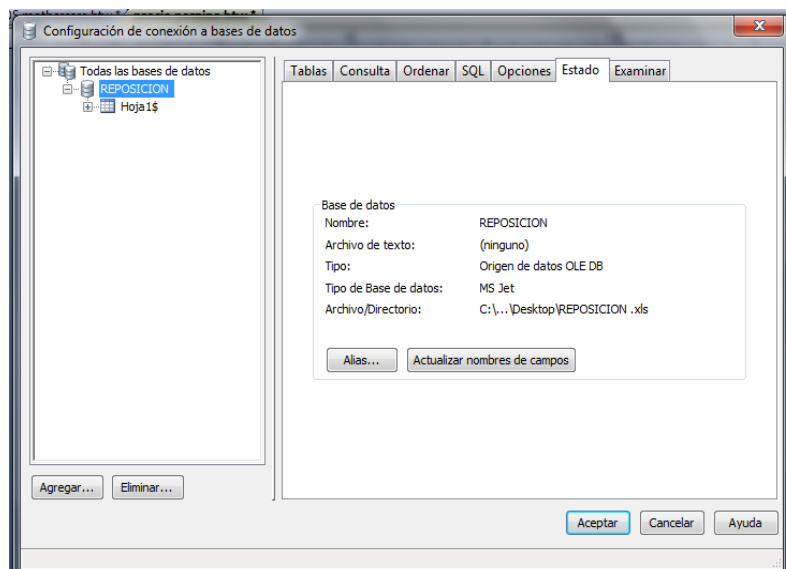 Configuración de conexión a bases de datos
Todas las bases de datos
REPOSICION
Hoja1$
Tablas Consulta Ordenar SQL Opciones Estado Examinar
Base de datos
Nombre: REPOSICION
Archivo de texto: (ninguno)
Tipo: Origen de datos OLE DB
Tipo de Base de datos: MS Jet
Archivo/Directorio: C:\...\Desktop\REPOSICION .xls
Alias... Actualizar nombres de campos
Agregar... Eliminar...
Aceptar Cancelar Ayuda